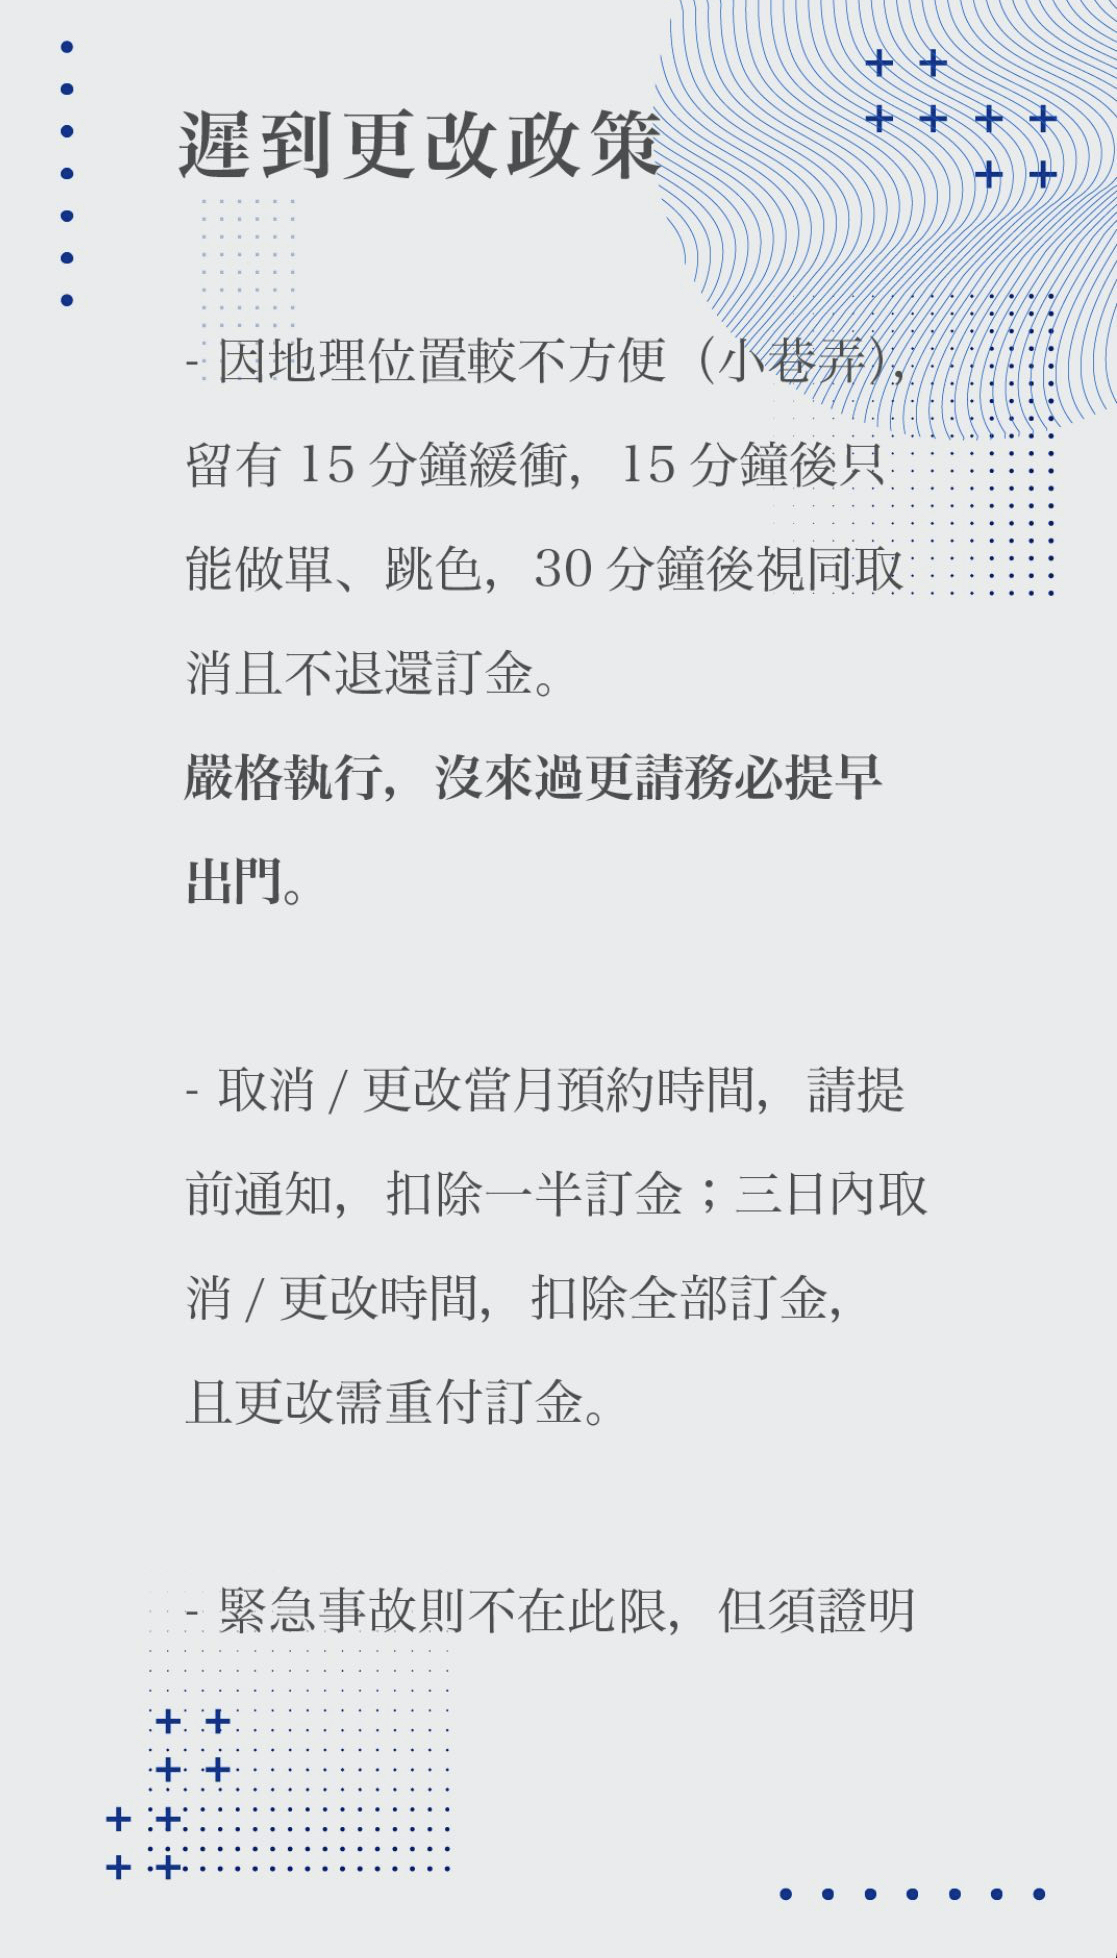 遲到更改政策
- 因地理位置較不方便（小巷弄），
留有 15 分鐘緩衝，15 分鐘後只
能做單、跳色，30 分鐘後視同取
消且不退還訂金。
嚴格執行，沒來過更請務必提早
出門。
- 取消 / 更改當月預約時間，請提
前通知，扣除一半訂金；三日內取
消 / 更改時間，扣除全部訂金，
且更改需重付訂金。
- 緊急事故則不在此限，但須證明